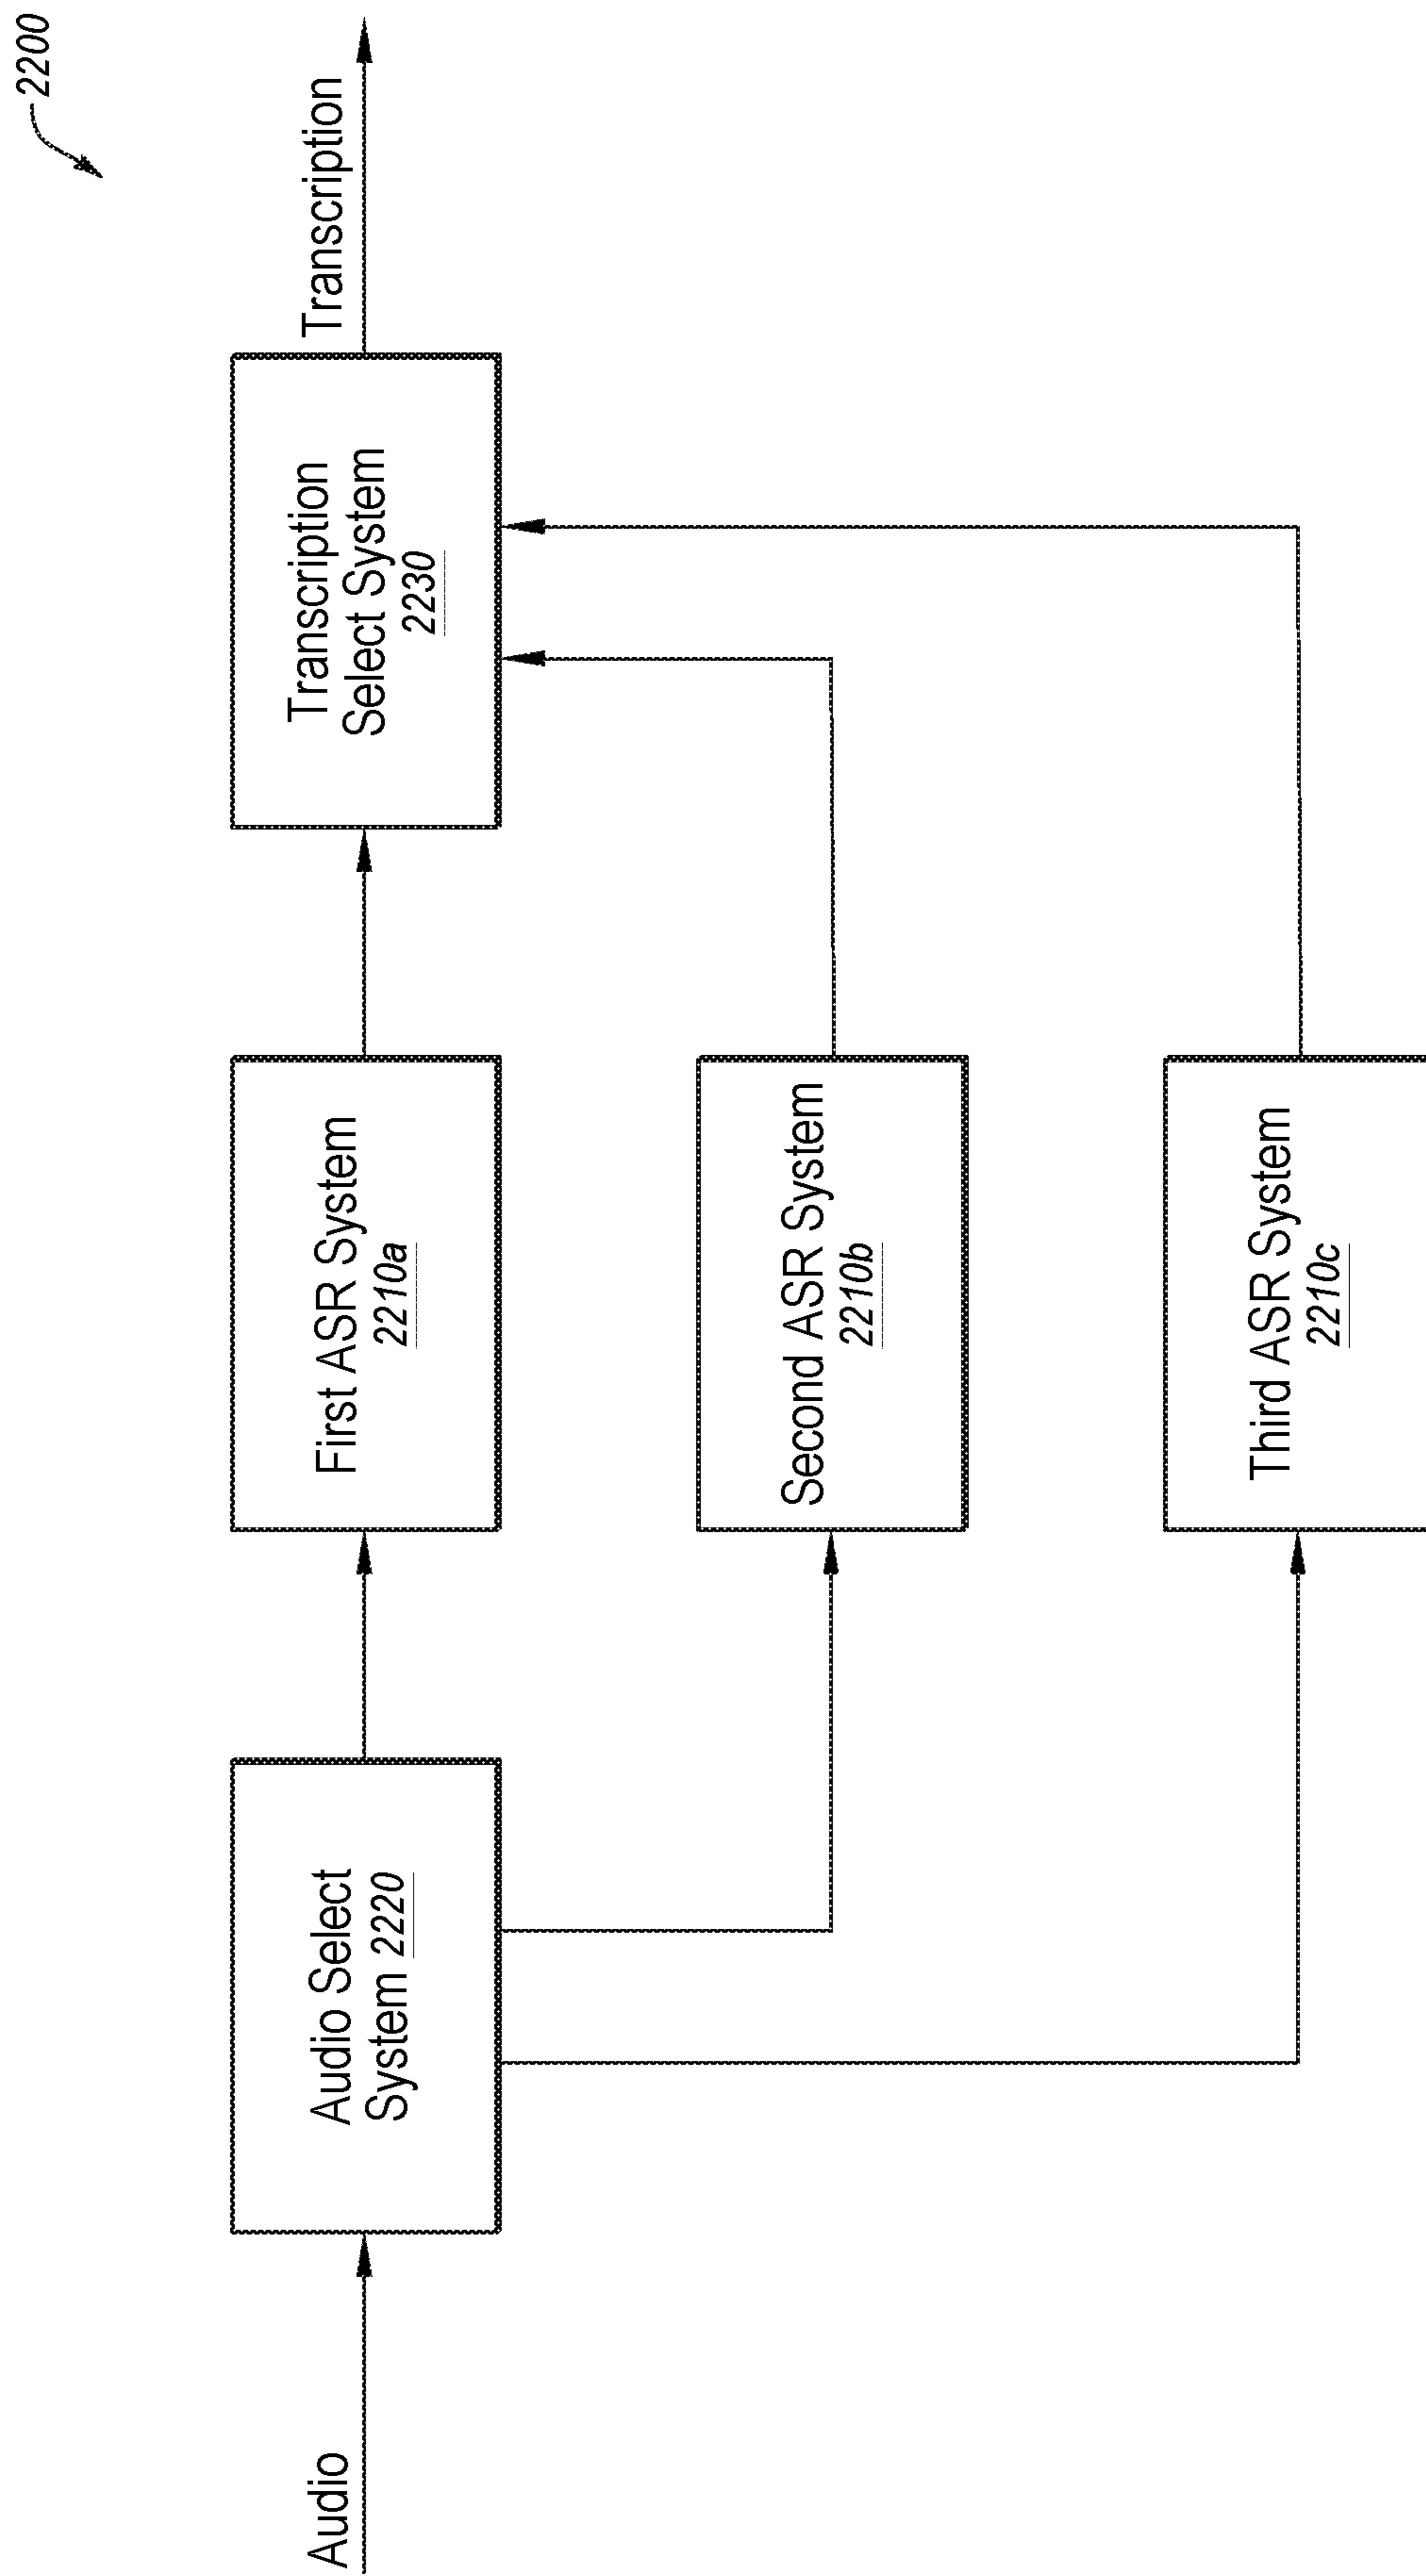 2200
Audio
Audio Select
System 2220
First ASR System
2210a
Transcription
Select System
2230
Transcription
Second ASR System
2210b
Third ASR System
2210c